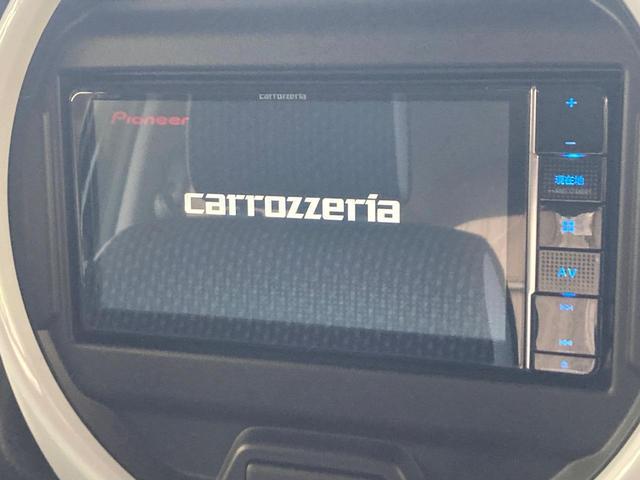 carrozzeria
Pioneer
carrozzeria
+
-
現在地
AV